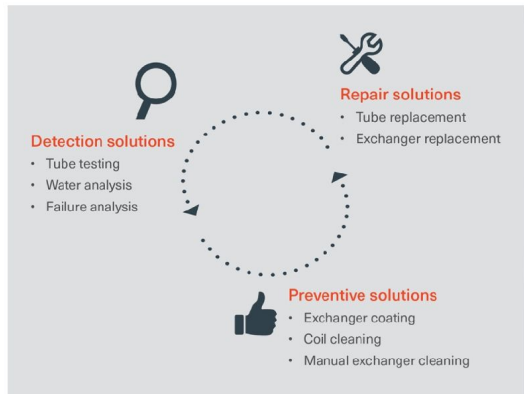 Repair solutions
• Tube replacement
• Exchanger replacement
Detection solutions
• Tube testing
• Water analysis
• Failure analysis
Preventive solutions
• Exchanger coating
• Coil cleaning
• Manual exchanger cleaning